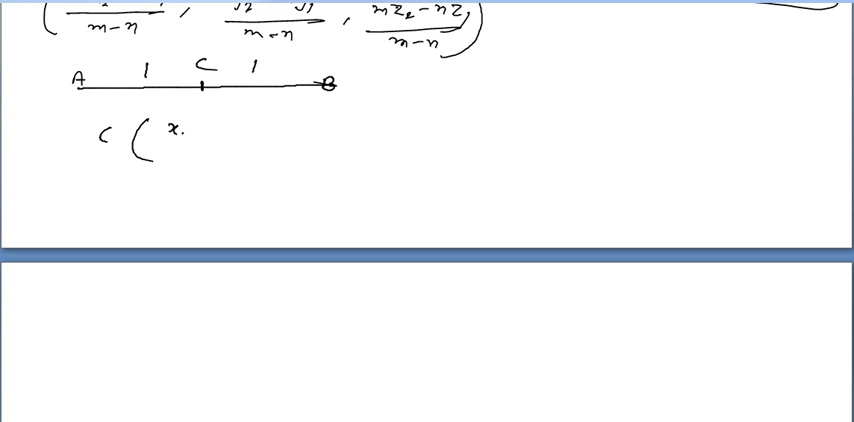 m-n , m-n , mz₂-nz₁ / m-n )
A 1 C 1 B
C ( x.